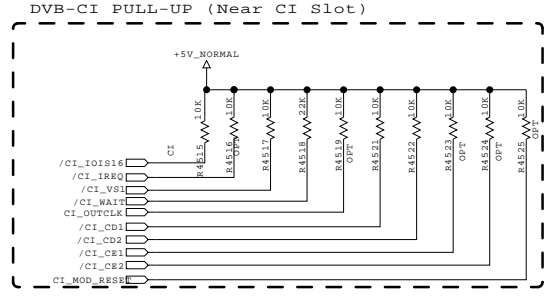 DVB-CI PULL-UP (Near CI Slot)
+5V_NORMAL
10K
10K
10K
22K
10K
10K
10K
10K
10K
10K
CI
OPT
OPT
OPT
OPT
OPT
R4515
R4516
R4517
R4518
R4519
R4521
R4522
R4523
R4524
R4525
/CI_IOIS16
/CI_IREQ
/CI_VS1
/CI_WAIT
CI_OUTCLK
/CI_CD1
/CI_CD2
/CI_CE1
/CI_CE2
CI_MOD_RESET